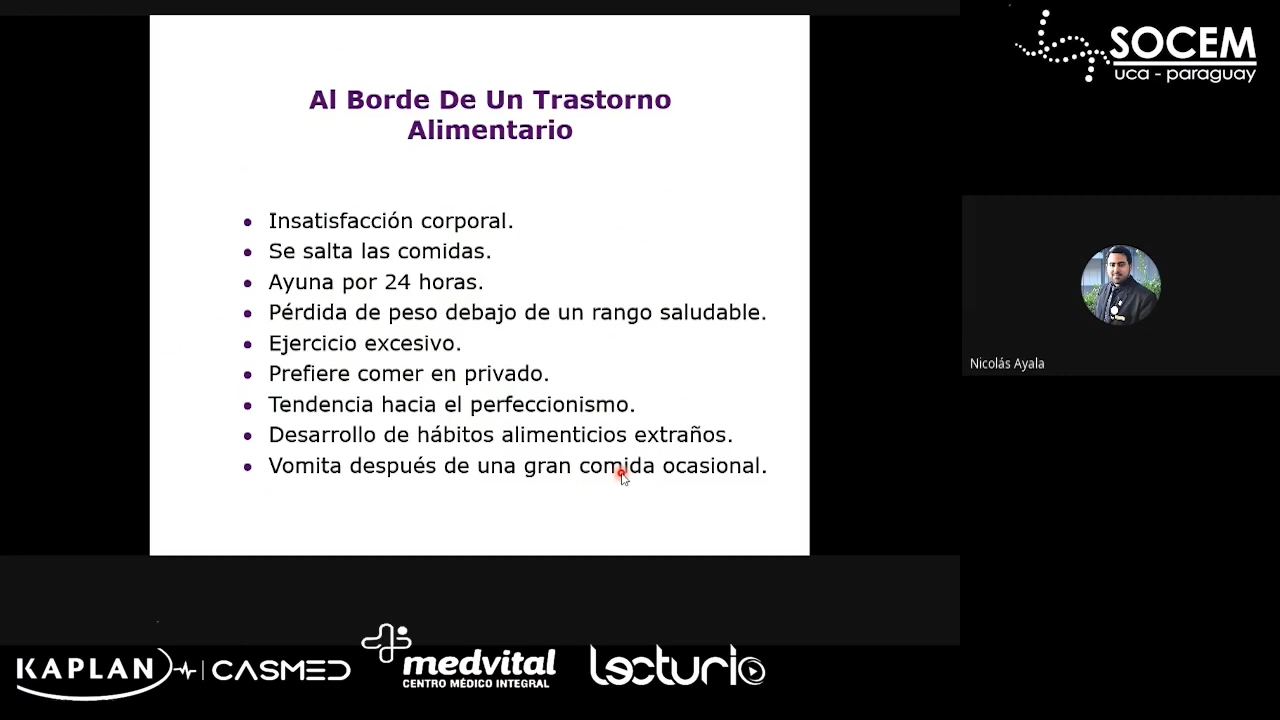 SOCEM
uca - paraguay
Al Borde De Un Trastorno
Alimentario
• Insatisfacción corporal.
• Se salta las comidas.
• Ayuna por 24 horas.
• Pérdida de peso debajo de un rango saludable.
• Ejercicio excesivo.
• Prefiere comer en privado.
• Tendencia hacia el perfeccionismo.
• Desarrollo de hábitos alimenticios extraños.
• Vomita después de una gran comida ocasional.
Nicolás Ayala
KAPLAN
CASMED
medvital
CENTRO MÉDICO INTEGRAL
lecturio